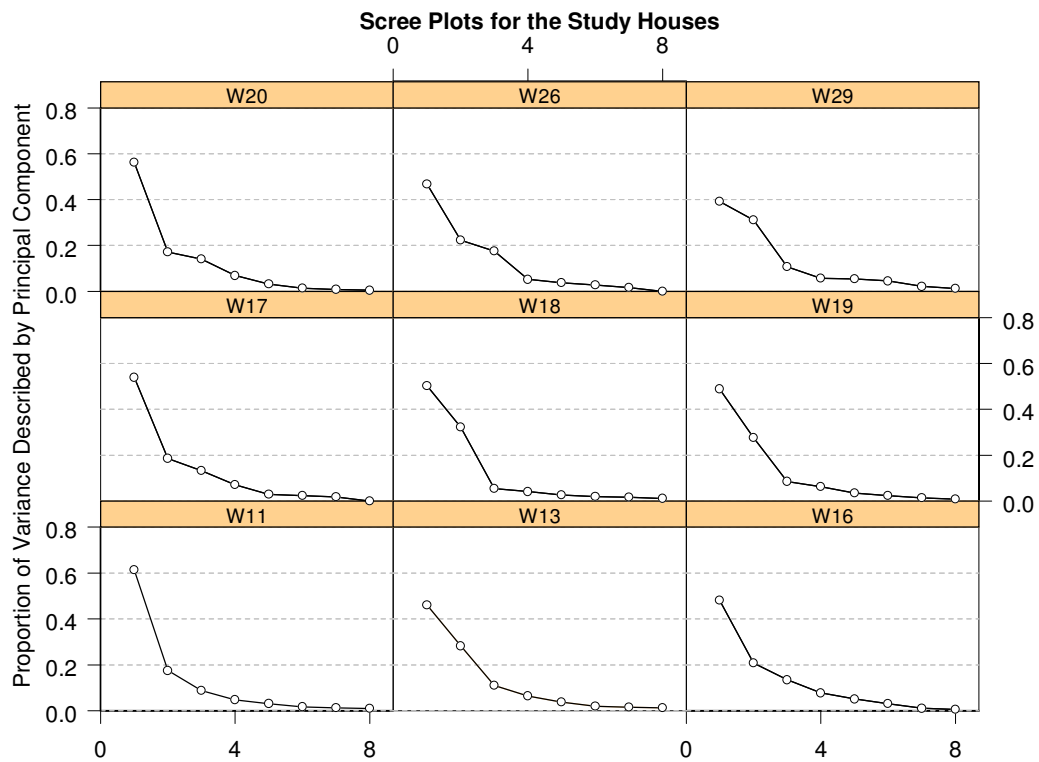 Scree Plots for the Study Houses
0 4 8
W20 W26 W29
0.8
0.6
0.4
0.2
0.0
W17 W18 W19
0.8
0.6
0.4
0.2
0.0
W11 W13 W16
0.8
0.6
0.4
0.2
0.0
0 4 8 0 4 8
Proportion of Variance Described by Principal Component